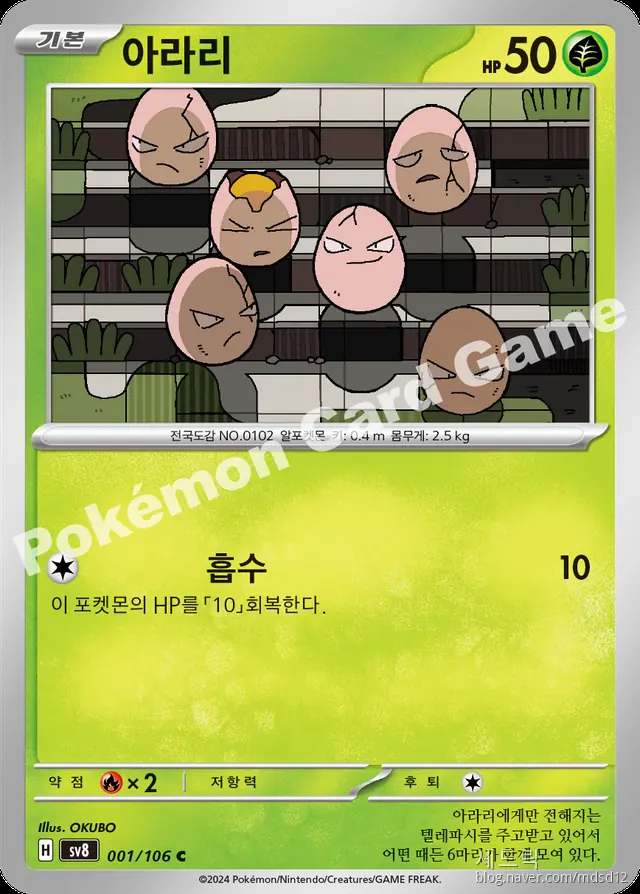 기본 아라리 HP 50
전국도감 NO.0102 알포켓몬 키: 0.4 m 몸무게: 2.5 kg
Pokémon Card Game
흡수 10
이 포켓몬의 HP를 「10」 회복한다.
약점 ×2 저항력 후퇴
Illus. OKUBO
아라리에게만 전해지는
텔레파시를 주고받고 있어서
어떤 때든 6마리가 함께 모여 있다.
H sv8 001/106 C
blog.naver.com/mdsd12
©2024 Pokémon/Nintendo/Creatures/GAME FREAK.